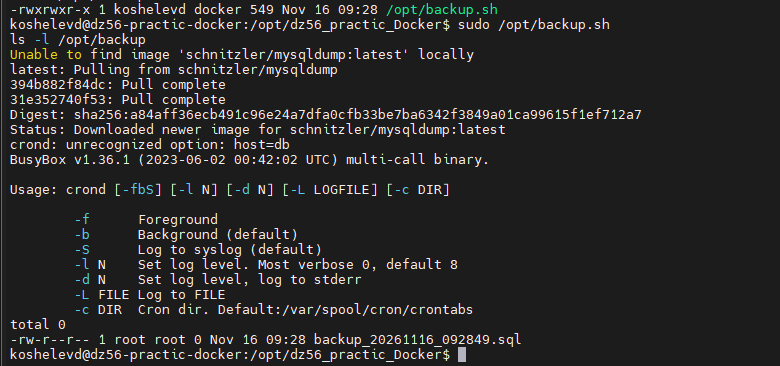 -rwxrwxr-x 1 koshelevd docker 549 Nov 16 09:28 /opt/backup.sh
koshelevd@dz56-practic-docker:/opt/dz56_practic_Docker$ sudo /opt/backup.sh
ls -l /opt/backup
Unable to find image 'schnitzler/mysqldump:latest' locally
latest: Pulling from schnitzler/mysqldump
394b882f84dc: Pull complete
31e352740f53: Pull complete
Digest: sha256:a84aff36ecb491c96e24a7dfa0cfb33be7ba6342f3849a01ca99615f1ef712a7
Status: Downloaded newer image for schnitzler/mysqldump:latest
crond: unrecognized option: host=db
BusyBox v1.36.1 (2023-06-02 00:42:02 UTC) multi-call binary.
Usage: crond [-fbS] [-l N] [-d N] [-L LOGFILE] [-c DIR]
-f Foreground
-b Background (default)
-S Log to syslog (default)
-l N Set log level. Most verbose 0, default 8
-d N Set log level, log to stderr
-L FILE Log to FILE
-c DIR Cron dir. Default:/var/spool/cron/crontabs
total 0
-rw-r--r-- 1 root root 0 Nov 16 09:28 backup_20261116_092849.sql
koshelevd@dz56-practic-docker:/opt/dz56_practic_Docker$